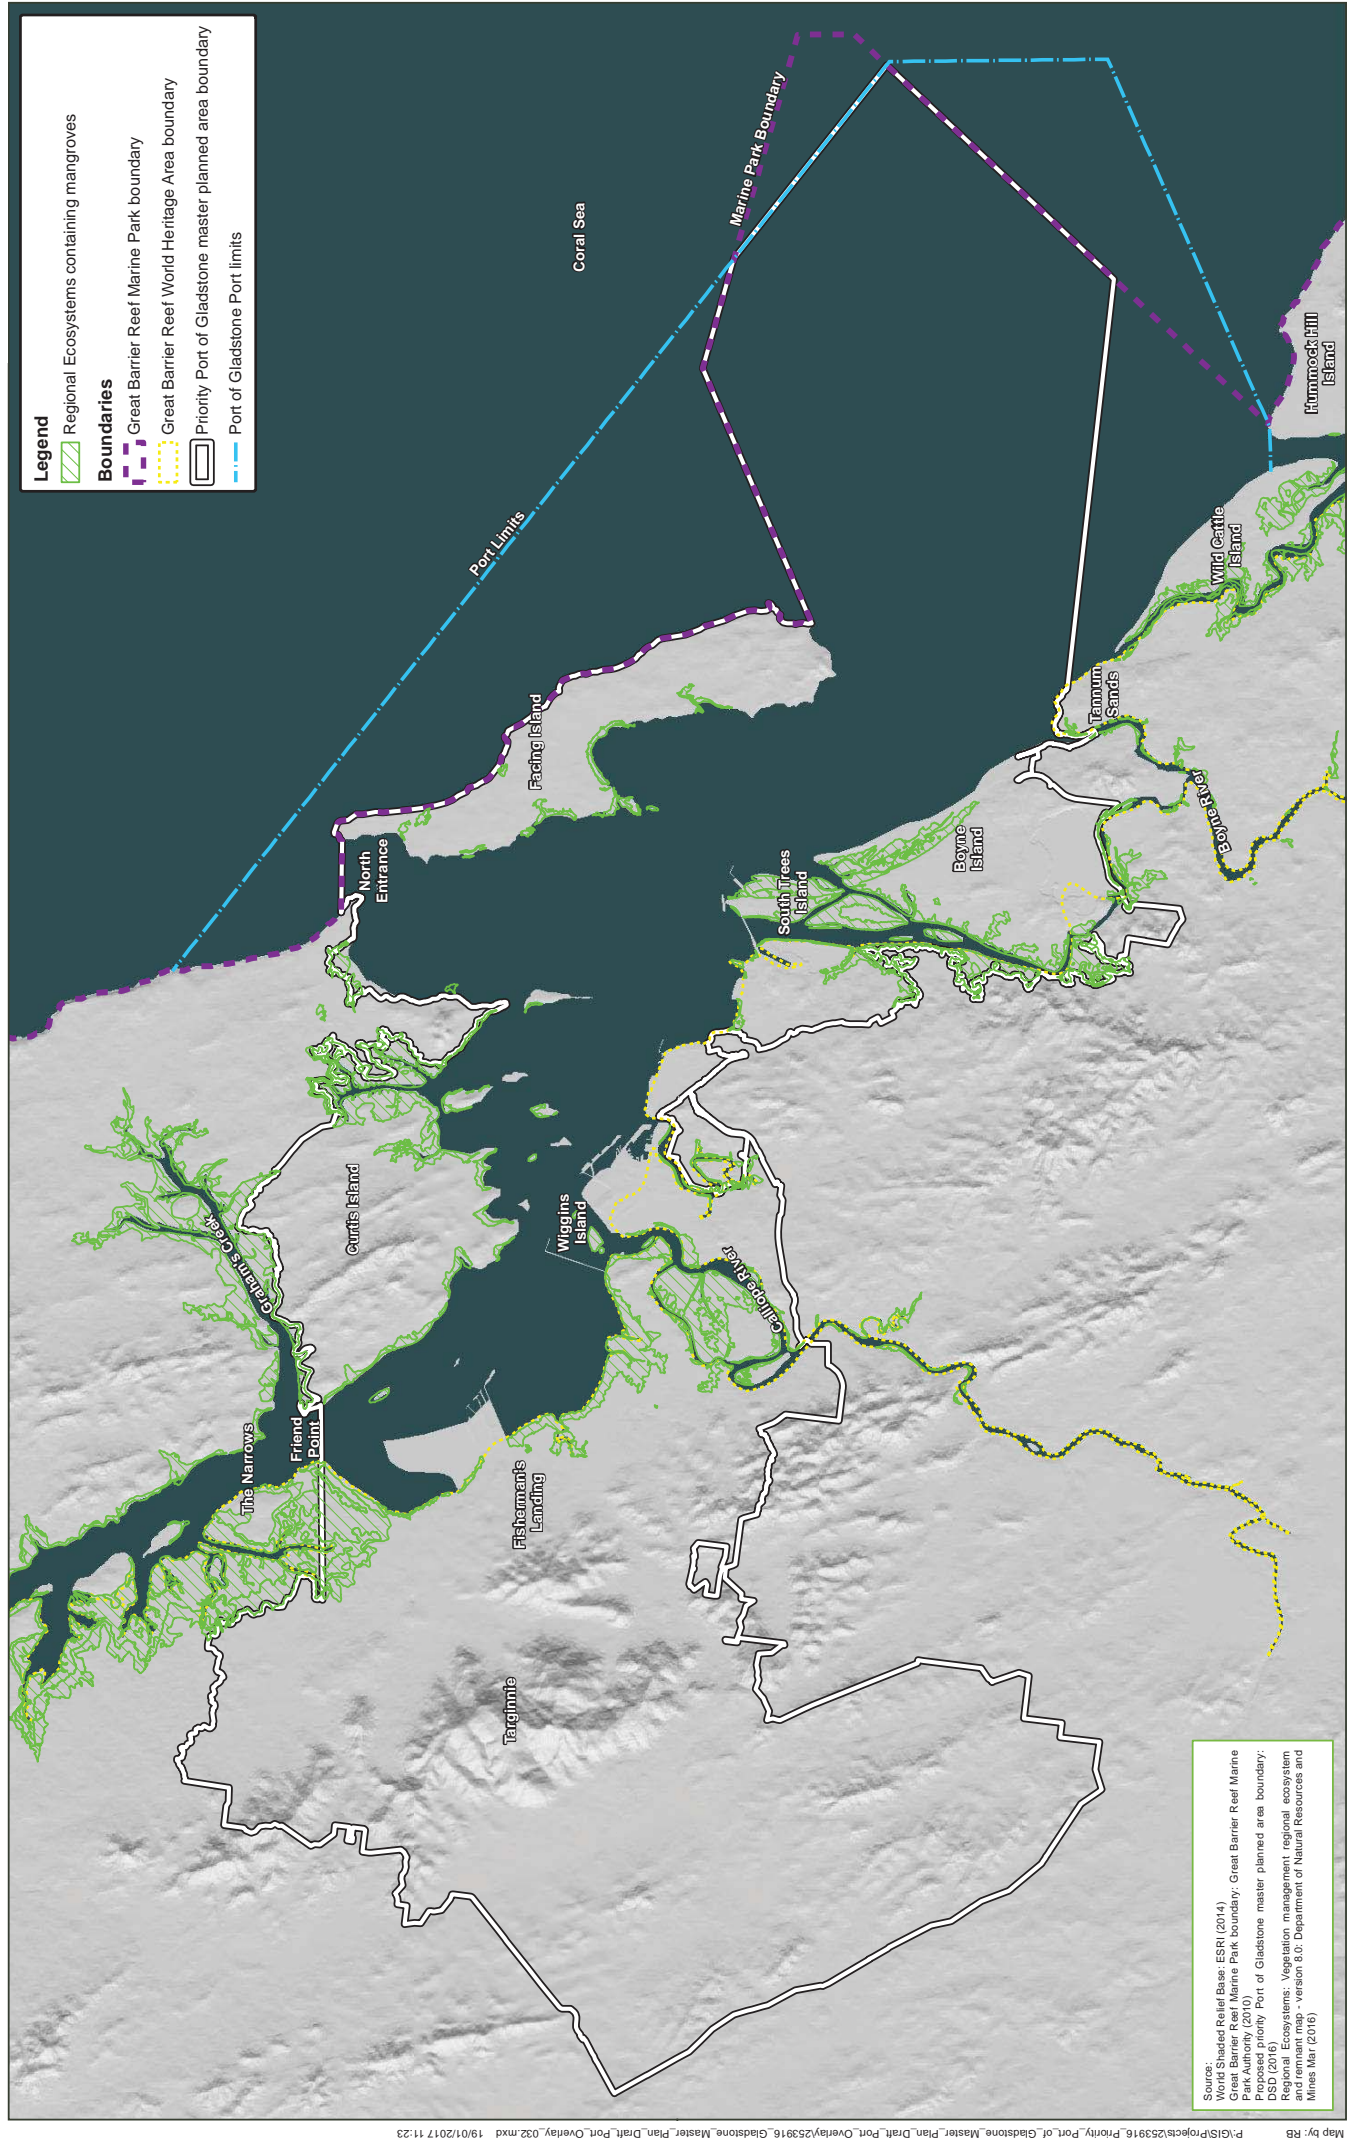 Legend
Regional Ecosystems containing mangroves
Boundaries
Great Barrier Reef Marine Park boundary
Great Barrier Reef World Heritage Area boundary
Priority Port of Gladstone master planned area boundary
Port of Gladstone Port limits
Coral Sea
Marine Park Boundary
Port Limits
Hummock Hill
Island
Wild Cattle
Island
Tannum
Sands
Facing Island
North
Entrance
Boyne
Island
Boyne River
South Trees
Island
Curtis Island
Graham's Creek
Wiggins
Island
Calliope River
The Narrows
Friend
Point
Fisherman's
Landing
Targinnie
Source:
World Shaded Relief Base: ESRI (2014)
Great Barrier Reef Marine Park boundary: Great Barrier Reef Marine
Park Authority (2010)
Proposed priority Port of Gladstone master planned area boundary:
DSD (2016)
Regional Ecosystems: Vegetation management regional ecosystem
and remnant map - version 8.0: Department of Natural Resources and
Mines Mar (2016)
Map by: RB
P:\GIS\Projects\253916_Priority_Port_of_Gladstone_Master_Plan_Draft_Port_Overlay\253916_Gladstone_Master_Plan_Draft_Port_Overlay_032.mxd 19/01/2017 11:23